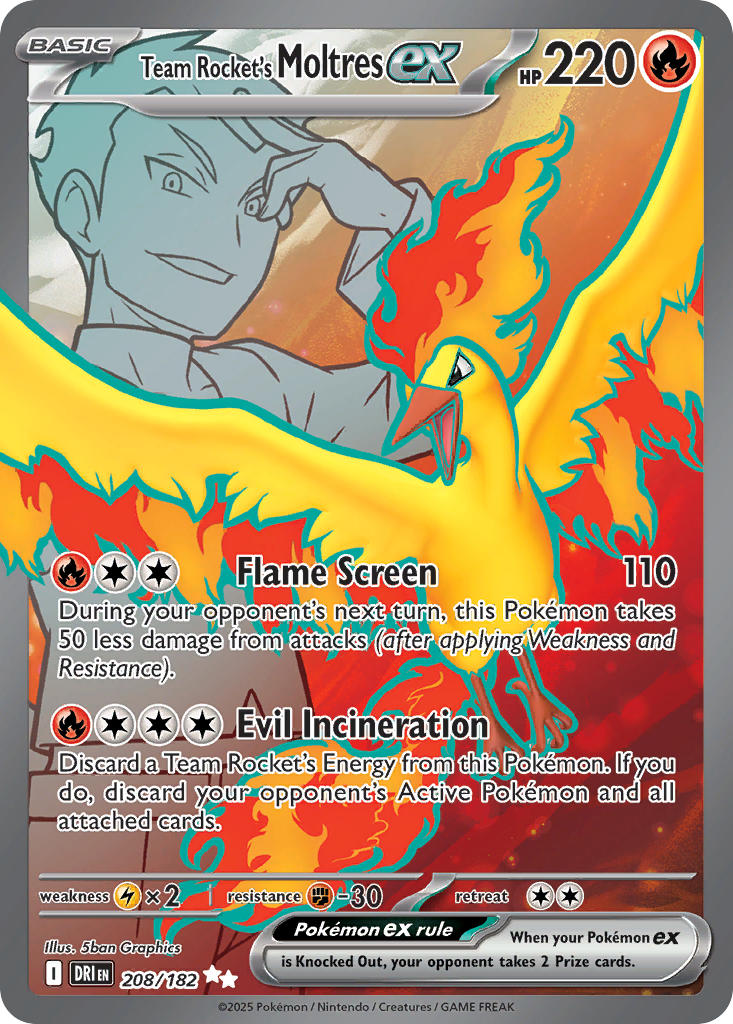 BASIC
Team Rocket's Moltres ex HP 220
Flame Screen 110
During your opponent's next turn, this Pokémon takes
50 less damage from attacks (after applying Weakness and
Resistance).
Evil Incineration
Discard a Team Rocket's Energy from this Pokémon. If you
do, discard your opponent's Active Pokémon and all
attached cards.
weakness ×2 resistance -30 retreat
Illus. 5ban Graphics
Pokémon ex rule
When your Pokémon ex
is Knocked Out, your opponent takes 2 Prize cards.
I DRI EN 208/182
©2025 Pokémon / Nintendo / Creatures / GAME FREAK